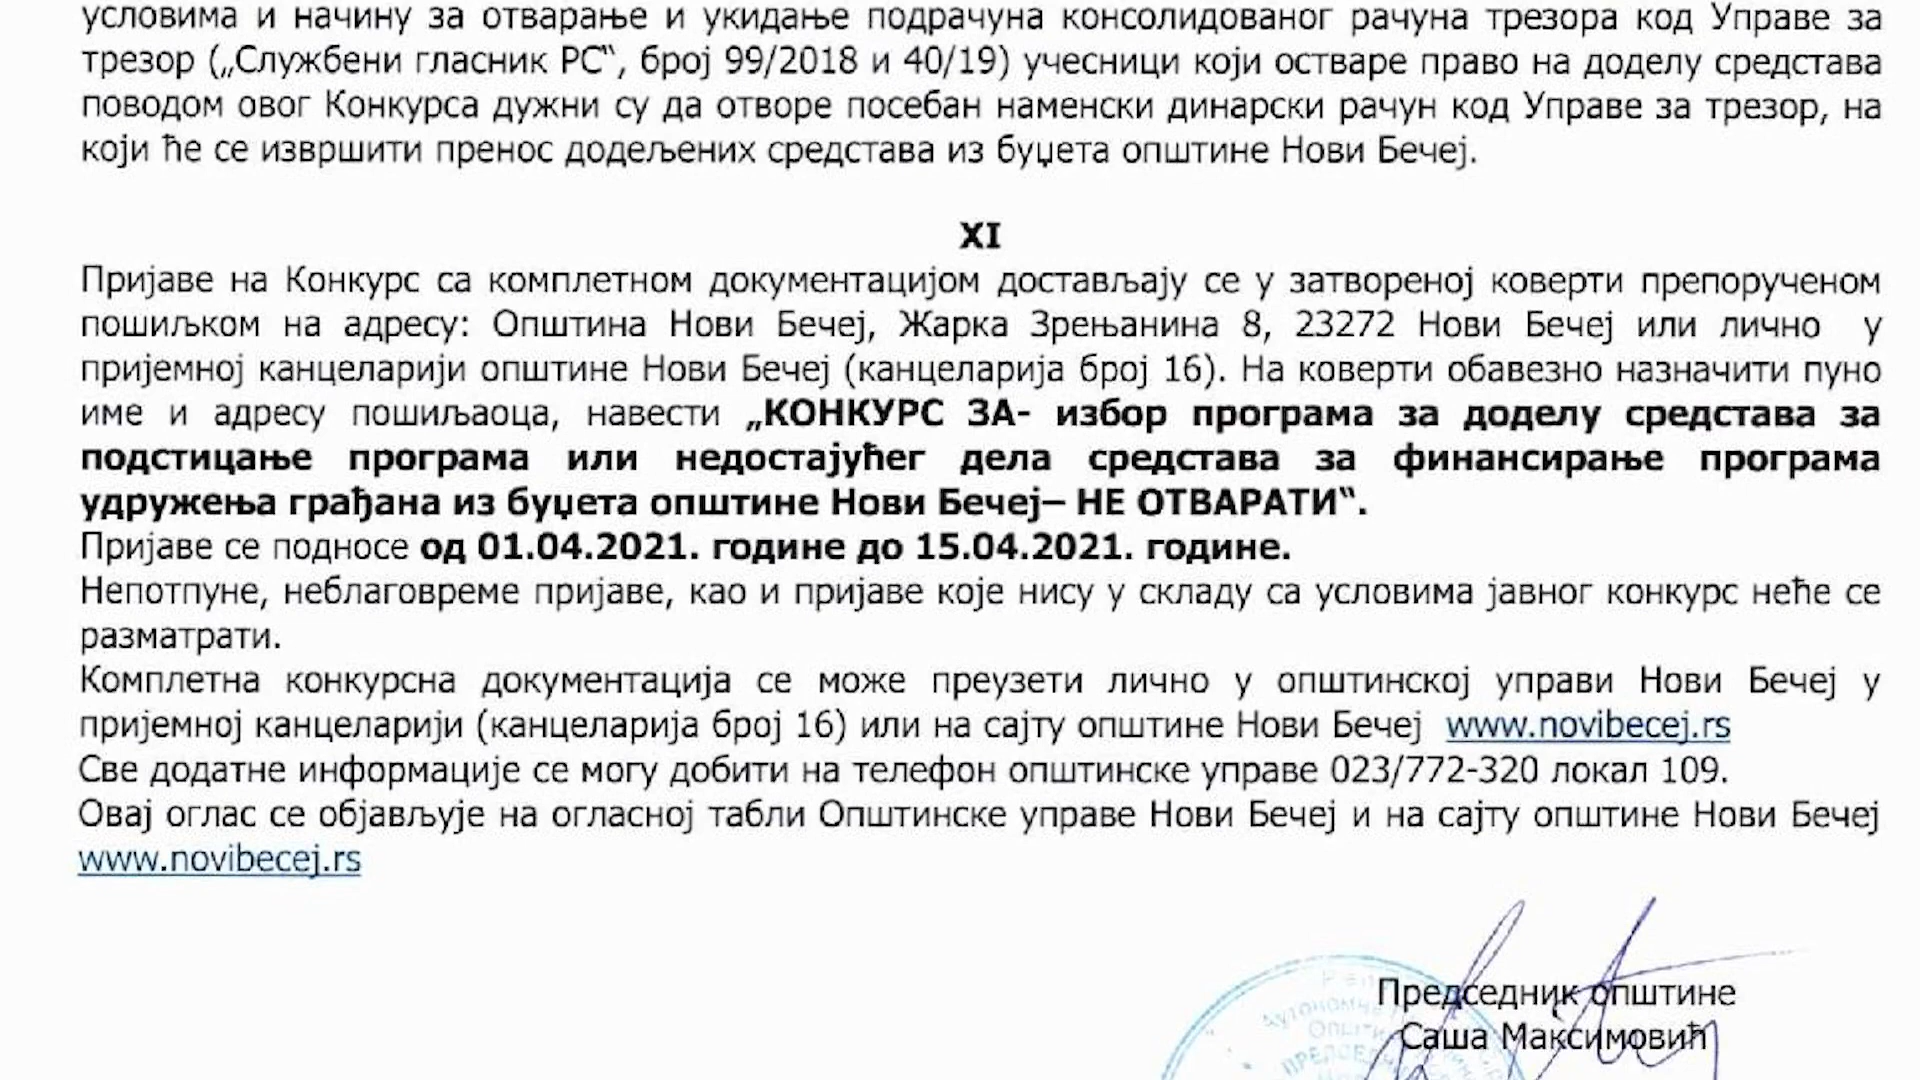 условима и начину за отварање и укидање подрачуна консолидованог рачуна трезора код Управе за
трезор („Службени гласник РС“, број 99/2018 и 40/19) учесници који остваре право на доделу средстава
поводом овог Конкурса дужни су да отворе посебан наменски динарски рачун код Управе за трезор, на
који ће се извршити пренос додељених средстава из буџета општине Нови Бечеј.
XI
Пријаве на Конкурс са комплетном документацијом достављају се у затвореној коверти препорученом
пошиљком на адресу: Општина Нови Бечеј, Жарка Зрењанина 8, 23272 Нови Бечеј или лично у
пријемној канцеларији општине Нови Бечеј (канцеларија број 16). На коверти обавезно назначити пуно
име и адресу пошиљаоца, навести „КОНКУРС ЗА- избор програма за доделу средстава за
подстицање програма или недостајућег дела средстава за финансирање програма
удружења грађана из буџета општине Нови Бечеј– НЕ ОТВАРАТИ“.
Пријаве се подносе од 01.04.2021. године до 15.04.2021. године.
Непотпуне, неблаговреме пријаве, као и пријаве које нису у складу са условима јавног конкурс неће се
разматрати.
Комплетна конкурсна документација се може преузети лично у општинској управи Нови Бечеј у
пријемној канцеларији (канцеларија број 16) или на сајту општине Нови Бечеј www.novibecej.rs
Све додатне информације се могу добити на телефон општинске управе 023/772-320 локал 109.
Овај оглас се објављује на огласној табли Општинске управе Нови Бечеј и на сајту општине Нови Бечеј
www.novibecej.rs
Председник општине
Саша Максимовић